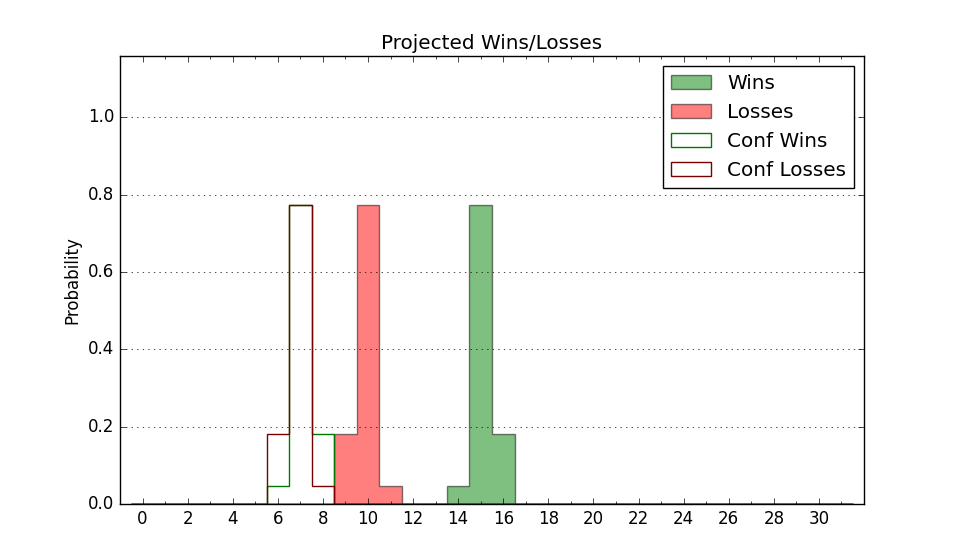 Projected Wins/Losses
Wins
Losses
Conf Wins
Conf Losses
Probability
1.0
0.8
0.6
0.4
0.2
0.0
0 2 4 6 8 10 12 14 16 18 20 22 24 26 28 30